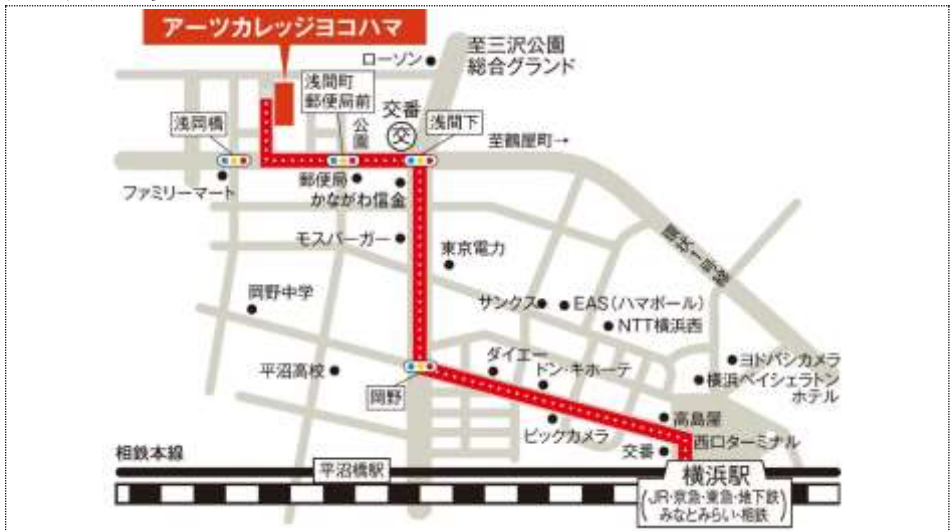 アーツカレッジヨコハマ
ローソン
至三沢公園
総合グランド
浅間町
郵便局前
交番
交
浅岡橋
公園
浅間下
至鶴屋町→
ファミリーマート
郵便局
かながわ信金
モスバーガー
東京電力
岡野中学
サンクス
EAS(ハマボール)
NTT横浜西
ダイエー
ヨドバシカメラ
平沼高校
ドン・キホーテ
横浜ベイシェラトン
ホテル
岡野
高島屋
ビックカメラ
西口ターミナル
交番
相鉄本線
平沼橋駅
横浜駅
(JR・京急・東急・地下鉄
みなとみらい・相鉄)